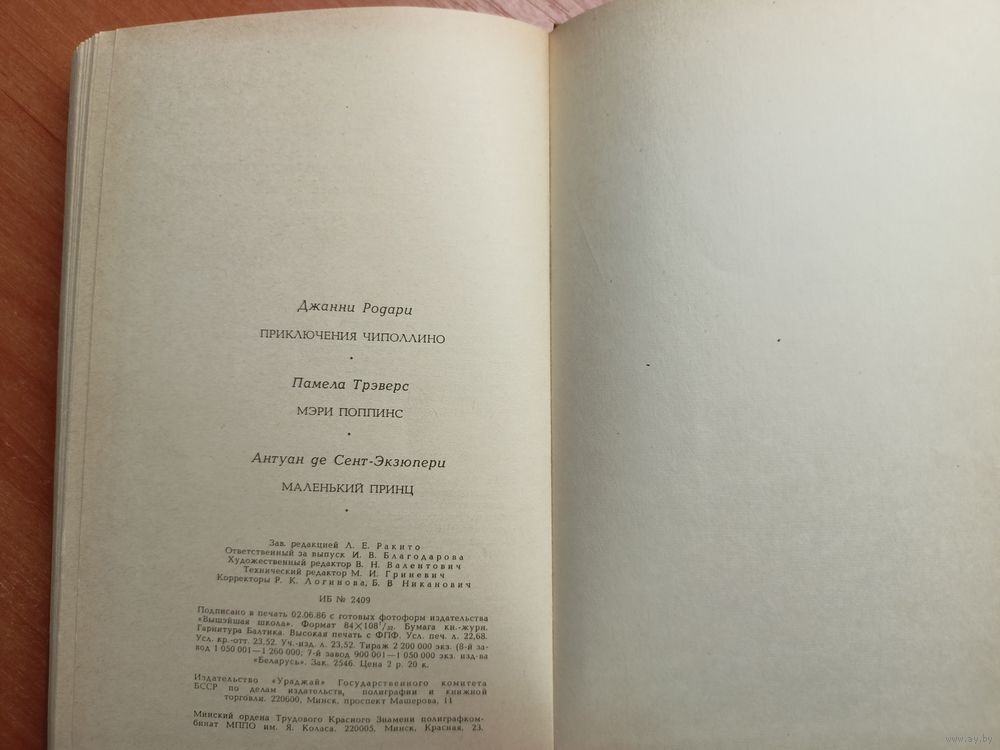 Джанни Родари
ПРИКЛЮЧЕНИЯ ЧИПОЛЛИНО
•
Памела Трэверс
МЭРИ ПОППИНС
•
Антуан де Сент-Экзюпери
МАЛЕНЬКИЙ ПРИНЦ
•
Зав. редакцией Л. Е. Ракито
Ответственный за выпуск И. В. Благодарова
Художественный редактор В. Н. Валентович
Технический редактор М. И. Гриневич
Корректоры Р. К. Логинова, Б. В Никанович
ИБ № 2409
Подписано в печать 02.06.86 с готовых фотоформ издательства
«Вышэйшая школа». Формат 84×108¹/₃₂. Бумага кн.-журн.
Гарнитура Балтика. Высокая печать с ФПФ. Усл. печ. л. 22,68.
Усл. кр.-отт. 23,52. Уч.-изд. л. 23,52. Тираж 2 200 000 экз. (8-й за-
вод 1 050 001—1 260 000; 7-й завод 900 001—1 050 000 экз. изд-ва
«Беларусь». Зак. 2546. Цена 2 р. 20 к.
Издательство «Ураджай» Государственного комитета
БССР по делам издательств, полиграфии и книжной
торговли. 220600, Минск, проспект Машерова, 11
Минский ордена Трудового Красного Знамени полиграфком-
бинат МППО им. Я. Коласа. 220005, Минск, Красная, 23.
www.ay.by